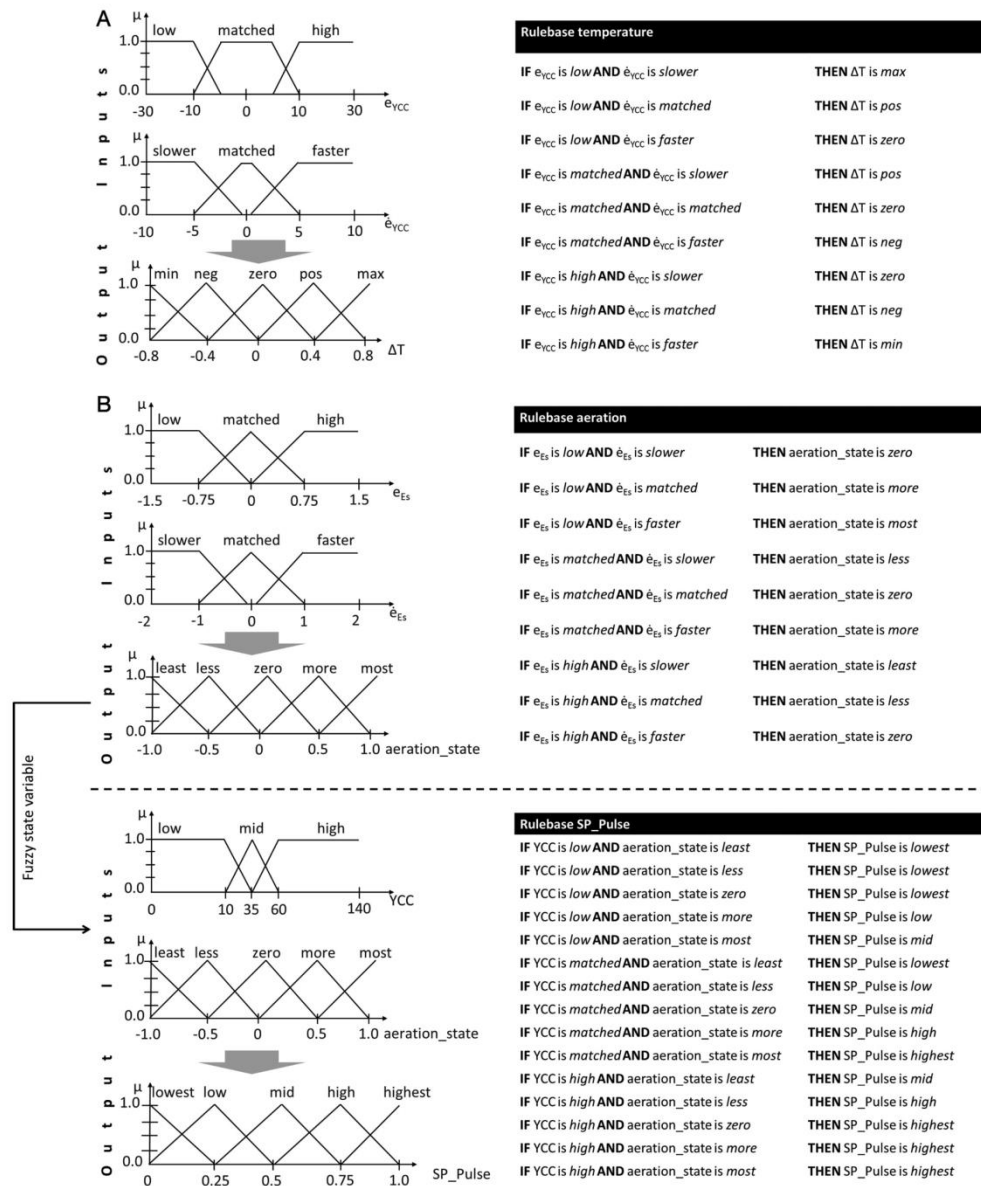 A
Inputs
μ
low matched high
1.0
0.0
-30 -10 0 10 30
e_YCC
μ
slower matched faster
1.0
0.0
-10 -5 0 5 10
ė_YCC
Output
μ
min neg zero pos max
1.0
0.0
-0.8 -0.4 0 0.4 0.8
ΔT
Rulebase temperature
IF e_YCC is low AND ė_YCC is slower THEN ΔT is max
IF e_YCC is low AND ė_YCC is matched THEN ΔT is pos
IF e_YCC is low AND ė_YCC is faster THEN ΔT is zero
IF e_YCC is matched AND ė_YCC is slower THEN ΔT is pos
IF e_YCC is matched AND ė_YCC is matched THEN ΔT is zero
IF e_YCC is matched AND ė_YCC is faster THEN ΔT is neg
IF e_YCC is high AND ė_YCC is slower THEN ΔT is zero
IF e_YCC is high AND ė_YCC is matched THEN ΔT is neg
IF e_YCC is high AND ė_YCC is faster THEN ΔT is min
B
Inputs
μ
low matched high
1.0
0.0
-1.5 -0.75 0 0.75 1.5
e_Es
μ
slower matched faster
1.0
0.0
-2 -1 0 1 2
ė_Es
Output
μ
least less zero more most
1.0
0.0
-1.0 -0.5 0 0.5 1.0
aeration_state
Rulebase aeration
IF e_Es is low AND ė_Es is slower THEN aeration_state is zero
IF e_Es is low AND ė_Es is matched THEN aeration_state is more
IF e_Es is low AND ė_Es is faster THEN aeration_state is most
IF e_Es is matched AND ė_Es is slower THEN aeration_state is less
IF e_Es is matched AND ė_Es is matched THEN aeration_state is zero
IF e_Es is matched AND ė_Es is faster THEN aeration_state is more
IF e_Es is high AND ė_Es is slower THEN aeration_state is least
IF e_Es is high AND ė_Es is matched THEN aeration_state is less
IF e_Es is high AND ė_Es is faster THEN aeration_state is zero
Fuzzy state variable
Inputs
μ
low mid high
1.0
0.0
0 10 35 60 140
YCC
μ
least less zero more most
1.0
0.0
-1.0 -0.5 0 0.5 1.0
aeration_state
Output
μ
lowest low mid high highest
1.0
0.0
0 0.25 0.5 0.75 1.0
SP_Pulse
Rulebase SP_Pulse
IF YCC is low AND aeration_state is least THEN SP_Pulse is lowest
IF YCC is low AND aeration_state is less THEN SP_Pulse is lowest
IF YCC is low AND aeration_state is zero THEN SP_Pulse is lowest
IF YCC is low AND aeration_state is more THEN SP_Pulse is low
IF YCC is low AND aeration_state is most THEN SP_Pulse is mid
IF YCC is matched AND aeration_state is least THEN SP_Pulse is lowest
IF YCC is matched AND aeration_state is less THEN SP_Pulse is low
IF YCC is matched AND aeration_state is zero THEN SP_Pulse is mid
IF YCC is matched AND aeration_state is more THEN SP_Pulse is high
IF YCC is matched AND aeration_state is most THEN SP_Pulse is highest
IF YCC is high AND aeration_state is least THEN SP_Pulse is mid
IF YCC is high AND aeration_state is less THEN SP_Pulse is high
IF YCC is high AND aeration_state is zero THEN SP_Pulse is highest
IF YCC is high AND aeration_state is more THEN SP_Pulse is highest
IF YCC is high AND aeration_state is most THEN SP_Pulse is highest